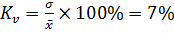 K_v = σ/x̄ × 100% = 7%